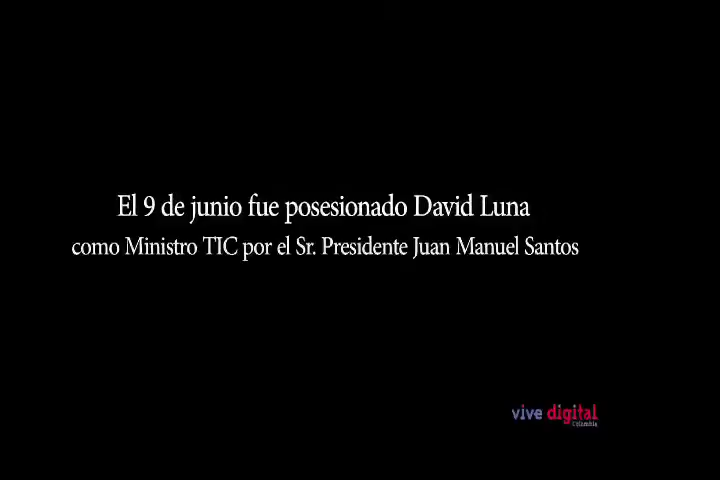 El 9 de junio fue posesionado David Luna
como Ministro TIC por el Sr. Presidente Juan Manuel Santos
vive digital
Colombia